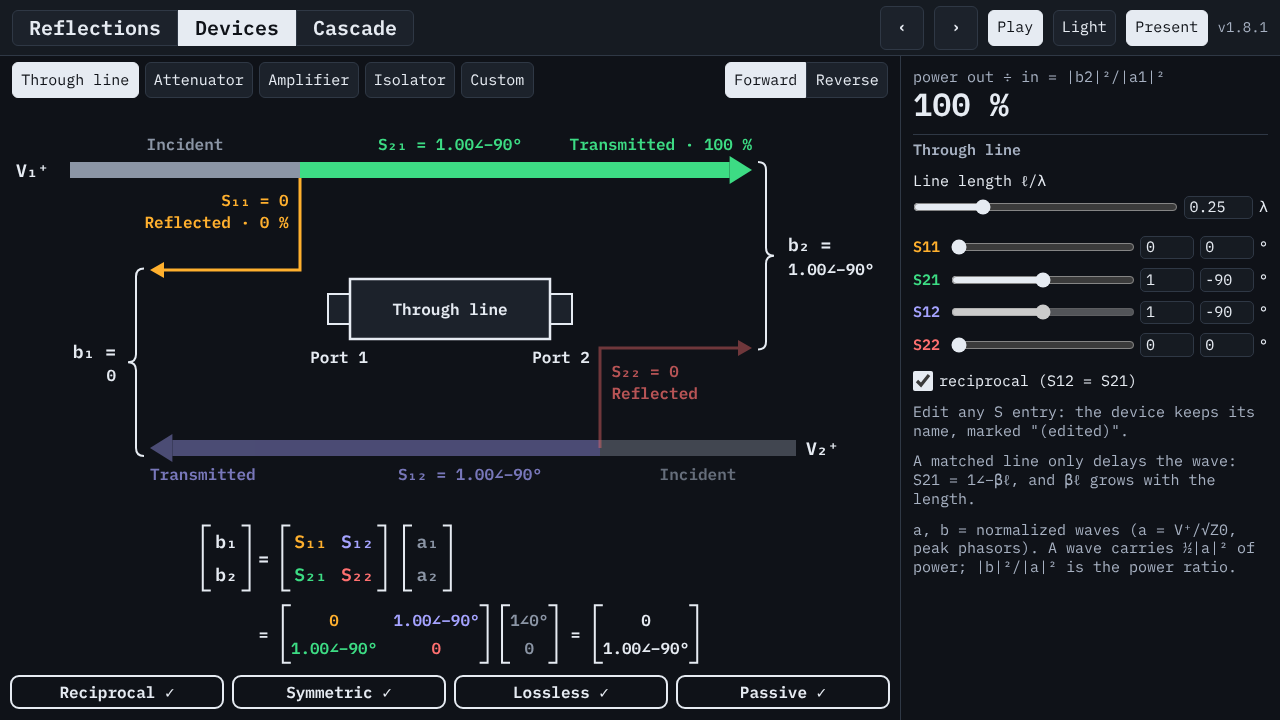 Reflections Devices Cascade ‹ › Play Light Present v1.8.1
Through line Attenuator Amplifier Isolator Custom Forward Reverse
Incident S₂₁ = 1.00∠−90° Transmitted · 100 %
V₁⁺
S₁₁ = 0
Reflected · 0 %
b₂ =
1.00∠−90°
Through line
Port 1 Port 2
b₁ =
0
S₂₂ = 0
Reflected
V₂⁺
Transmitted S₁₂ = 1.00∠−90° Incident
b₁ = S₁₁ S₁₂ a₁
b₂ S₂₁ S₂₂ a₂
= 0 1.00∠−90° 1∠0° = 0
1.00∠−90° 0 0 1.00∠−90°
Reciprocal ✓ Symmetric ✓ Lossless ✓ Passive ✓
power out ÷ in = |b2|²/|a1|²
100 %
Through line
Line length ℓ/λ
0.25 λ
S11 0 0 °
S21 1 -90 °
S12 1 -90 °
S22 0 0 °
reciprocal (S12 = S21)
Edit any S entry: the device keeps its
name, marked "(edited)".
A matched line only delays the wave:
S21 = 1∠−βℓ, and βℓ grows with the
length.
a, b = normalized waves (a = V⁺/√Z0,
peak phasors). A wave carries ½|a|² of
power; |b|²/|a|² is the power ratio.